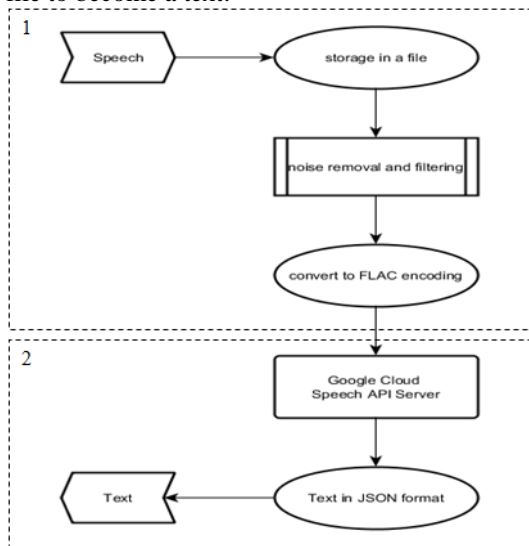 me to become a text.
1
Speech
storage in a file
noise removal and filtering
convert to FLAC encoding
2
Google Cloud
Speech API Server
Text
Text in JSON format